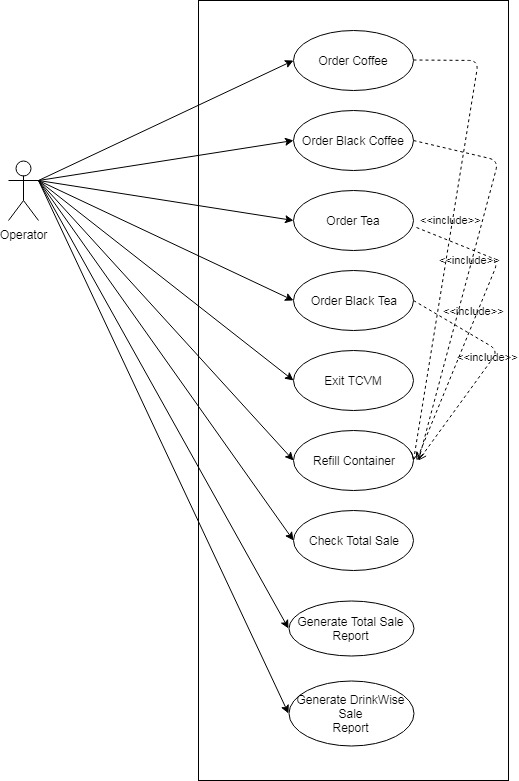 Order Coffee
Order Black Coffee
Operator
Order Tea
<<include>>
<<include>>
Order Black Tea
<<include>>
<<include>>
Exit TCVM
Refill Container
Check Total Sale
Generate Total Sale
Report
Generate DrinkWise
Sale
Report